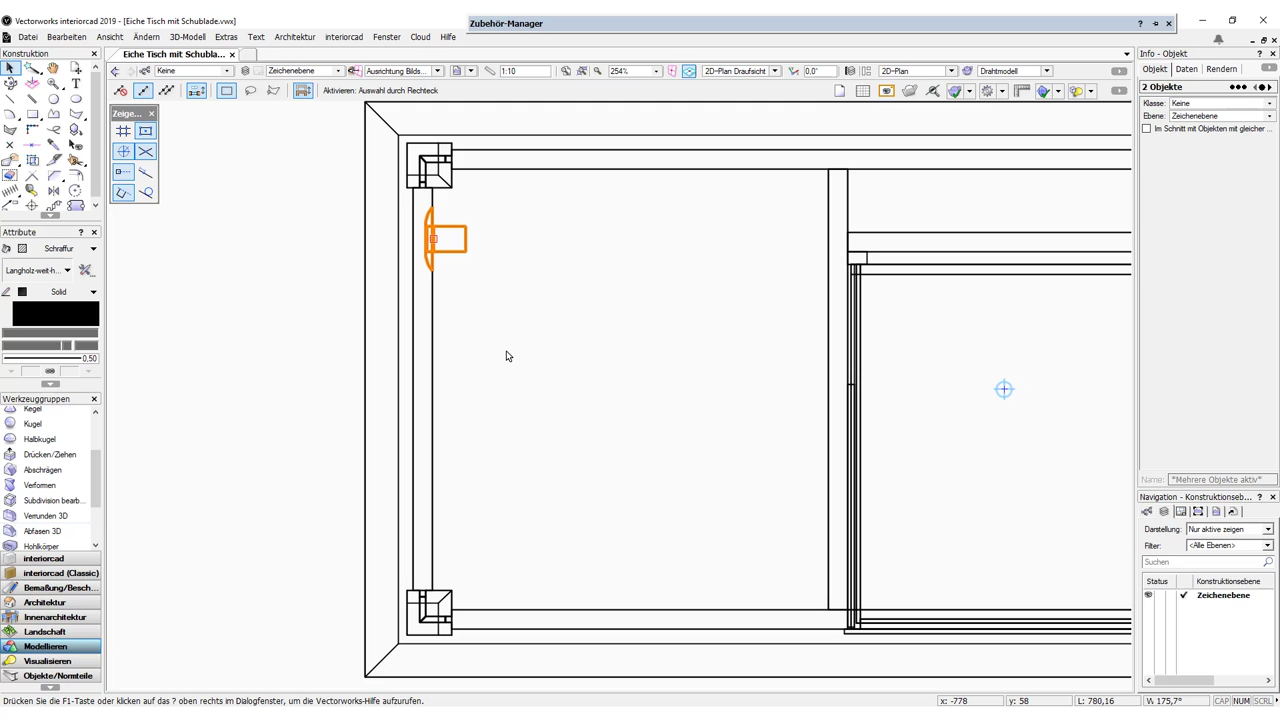 Vectorworks interiorcad 2019 - [Eiche Tisch mit Schublade.vwx]
Zubehör-Manager
Datei Bearbeiten Ansicht Ändern 3D-Modell Extras Text Architektur interiorcad Fenster Cloud Hilfe
Konstruktion
Eiche Tisch mit Schubla...
Info - Objekt
Keine
Zeichenebene
Ausrichtung Bilds...
1:10
254%
2D-Plan Draufsicht
0.0°
2D-Plan
Drahtmodell
Objekt Daten Rendern
2 Objekte
Aktivieren: Auswahl durch Rechteck
Klasse: Keine
Ebene: Zeichenebene
Im Schnitt mit Objekten mit gleicher
Zeige...
Attribute
Schraffur
Langholz-weit-h...
Solid
0,50
Werkzeuggruppen
Kegel
Kugel
Halbkugel
Drücken/Ziehen
Abschrägen
Verformen
Subdivision bearb...
Verrunden 3D
Abfasen 3D
Hohlkörper
interiorcad
interiorcad (Classic)
Bemaßung/Besch...
Architektur
Innenarchitektur
Landschaft
Modellieren
Visualisieren
Objekte/Normteile
Name: *Mehrere Objekte aktiv*
Navigation - Konstruktionseb...
Darstellung: Nur aktive zeigen
Filter: <Alle Ebenen>
Suchen
Status # Konstruktionsebene
Zeichenebene
Drücken Sie die F1-Taste oder klicken auf das ? oben rechts im Dialogfenster, um die Vectorworks-Hilfe aufzurufen.
x: -778 y: 58 L: 780,16 W: 175,7° CAP NUM SCRL